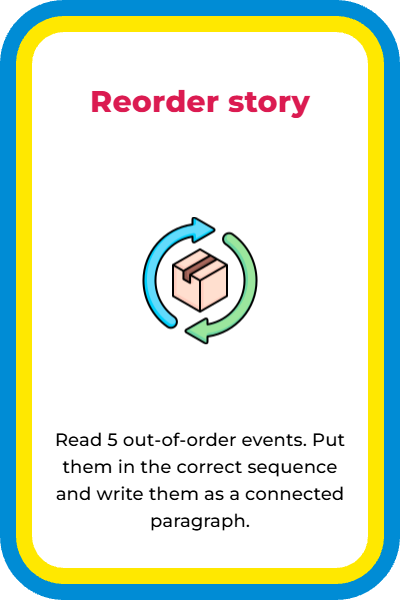 Reorder story
Read 5 out-of-order events. Put
them in the correct sequence
and write them as a connected
paragraph.